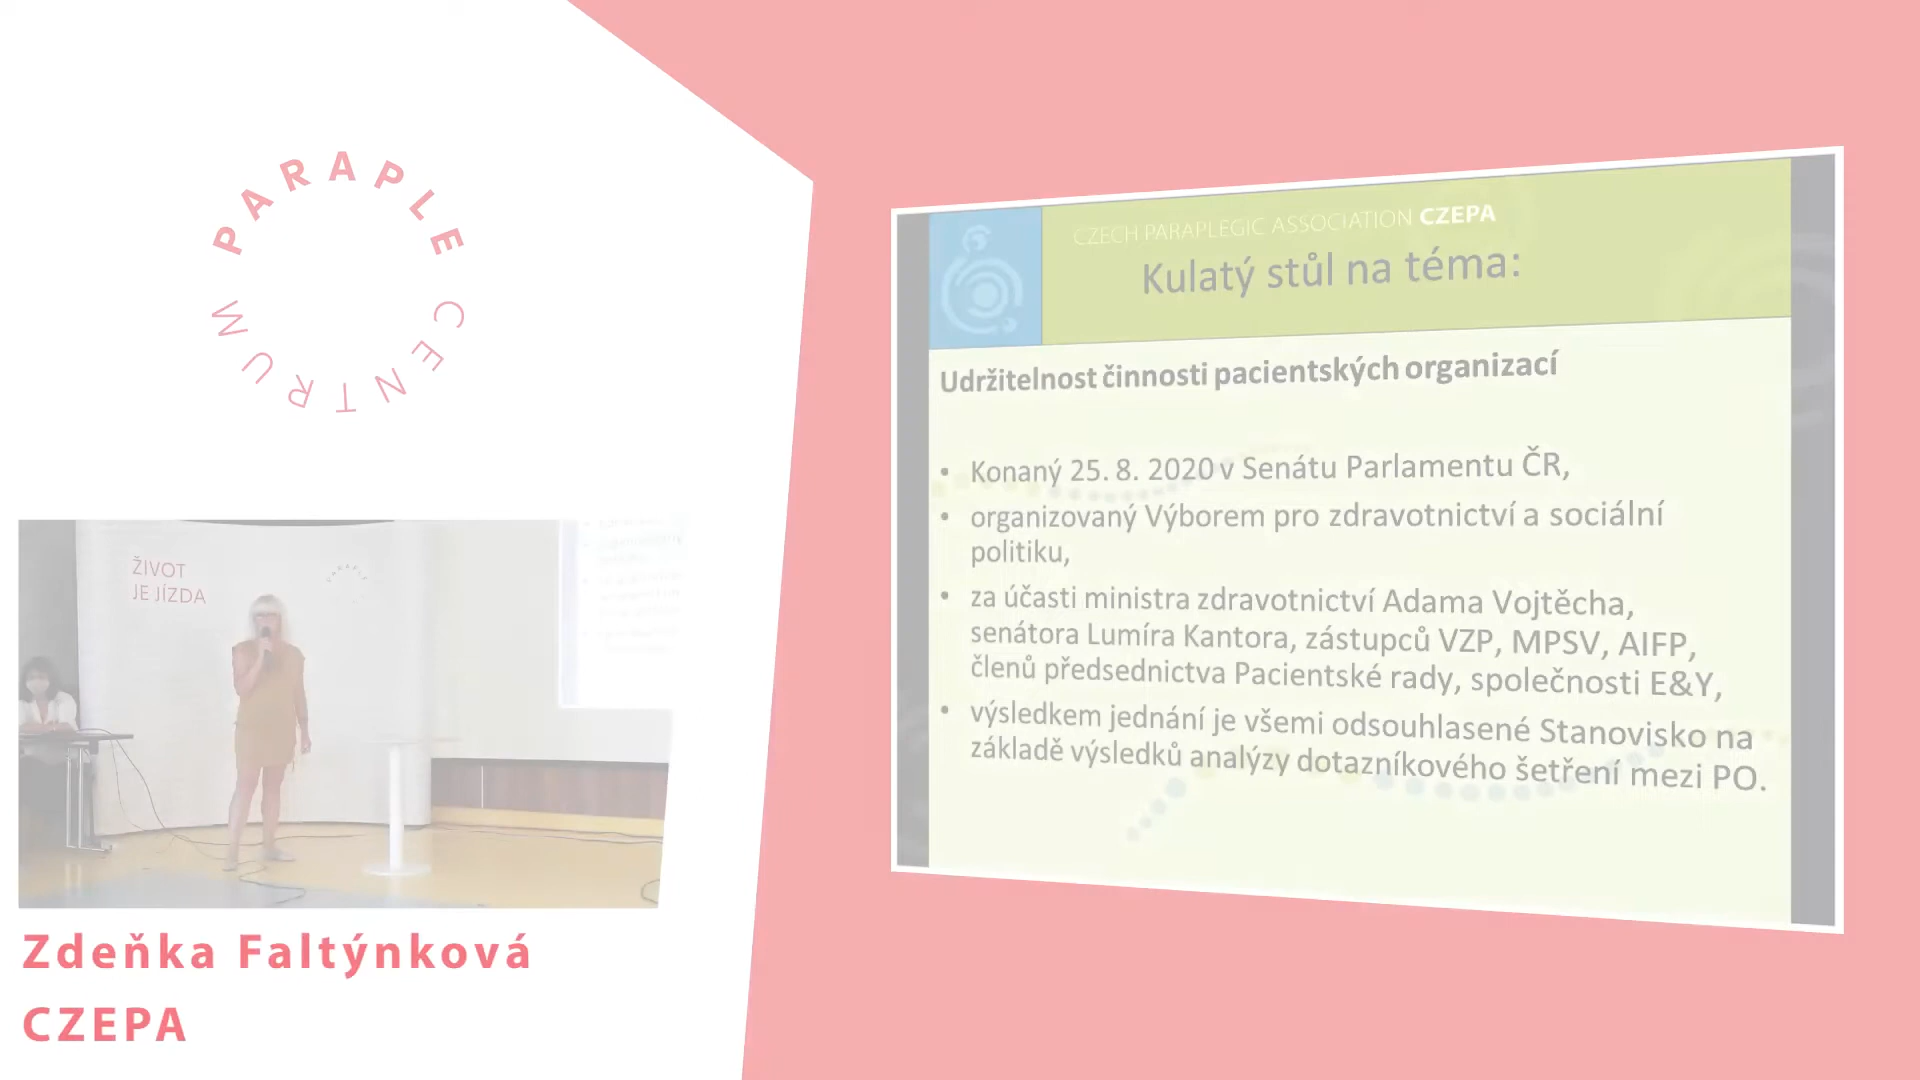 PARAPLE CENTRUM
ŽIVOT
JE JÍZDA
Zdeňka Faltýnková
CZEPA
CZECH PARAPLEGIC ASSOCIATION CZEPA
Kulatý stůl na téma:
Udržitelnost činnosti pacientských organizací
• Konaný 25. 8. 2020 v Senátu Parlamentu ČR,
• organizovaný Výborem pro zdravotnictví a sociální
politiku,
• za účasti ministra zdravotnictví Adama Vojtěcha,
senátora Lumíra Kantora, zástupců VZP, MPSV, AIFP,
členů předsednictva Pacientské rady, společnosti E&Y,
• výsledkem jednání je všemi odsouhlasené Stanovisko na
základě výsledků analýzy dotazníkového šetření mezi PO.